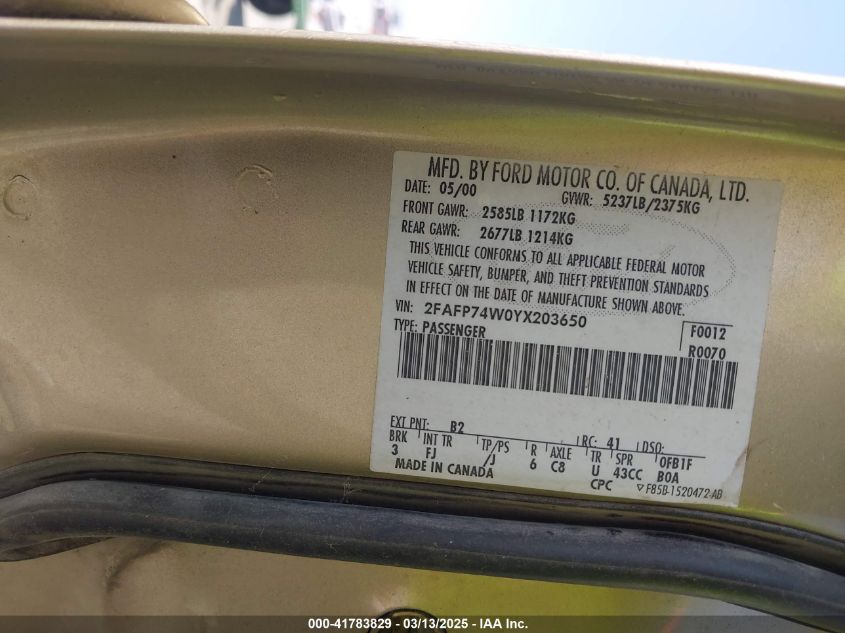 MFD. BY FORD MOTOR CO. OF CANADA, LTD.
DATE: 05/00 GVWR: 5237LB/2375KG
FRONT GAWR: 2585LB 1172KG
REAR GAWR: 2677LB 1214KG
THIS VEHICLE CONFORMS TO ALL APPLICABLE FEDERAL MOTOR
VEHICLE SAFETY, BUMPER, AND THEFT PREVENTION STANDARDS
IN EFFECT ON THE DATE OF MANUFACTURE SHOWN ABOVE.
VIN: 2FAFP74W0YX203650
TYPE: PASSENGER
F0012
R0070
EXT PNT: B2 RC: 41 DSO:
BRK INT TR TP/PS R AXLE TR SPR 0FB1F
3 FJ /J 6 C8 U 43CC B0A
MADE IN CANADA CPC ▽F85B-1520472-AB
000-41783829 - 03/13/2025 - IAA Inc.